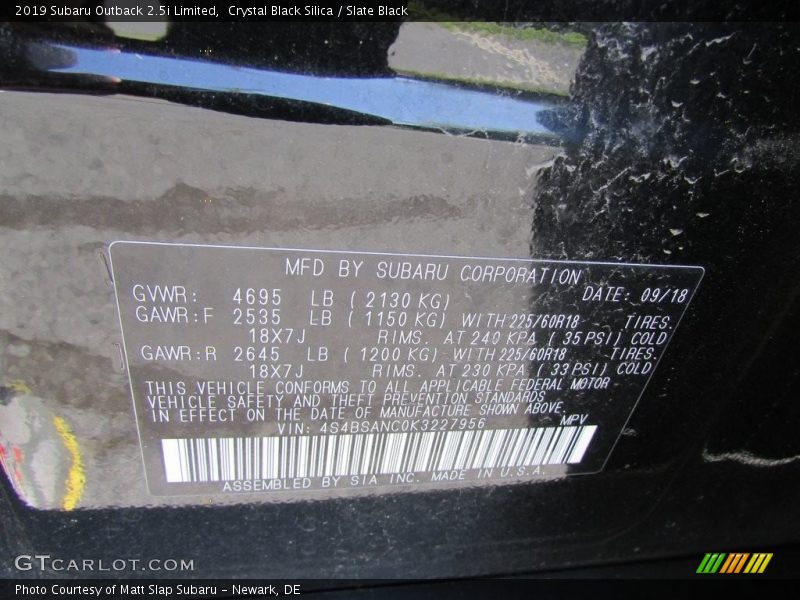 2019 Subaru Outback 2.5i Limited,  Crystal Black Silica / Slate Black
MFD BY SUBARU CORPORATION
GVWR: 4695 LB ( 2130 KG) DATE: 09/18
GAWR:F 2535 LB ( 1150 KG) WITH 225/60R18 TIRES.
18X7J RIMS. AT 240 KPA ( 35 PSI) COLD
GAWR:R 2645 LB ( 1200 KG) WITH 225/60R18 TIRES.
18X7J RIMS. AT 230 KPA ( 33 PSI) COLD
THIS VEHICLE CONFORMS TO ALL APPLICABLE FEDERAL MOTOR
VEHICLE SAFETY AND THEFT PREVENTION STANDARDS
IN EFFECT ON THE DATE OF MANUFACTURE SHOWN ABOVE.
VIN: 4S4BSANC0K3227956 MPV
ASSEMBLED BY SIA INC. MADE IN U.S.A.
GTCARLOT.COM
Photo Courtesy of Matt Slap Subaru - Newark, DE